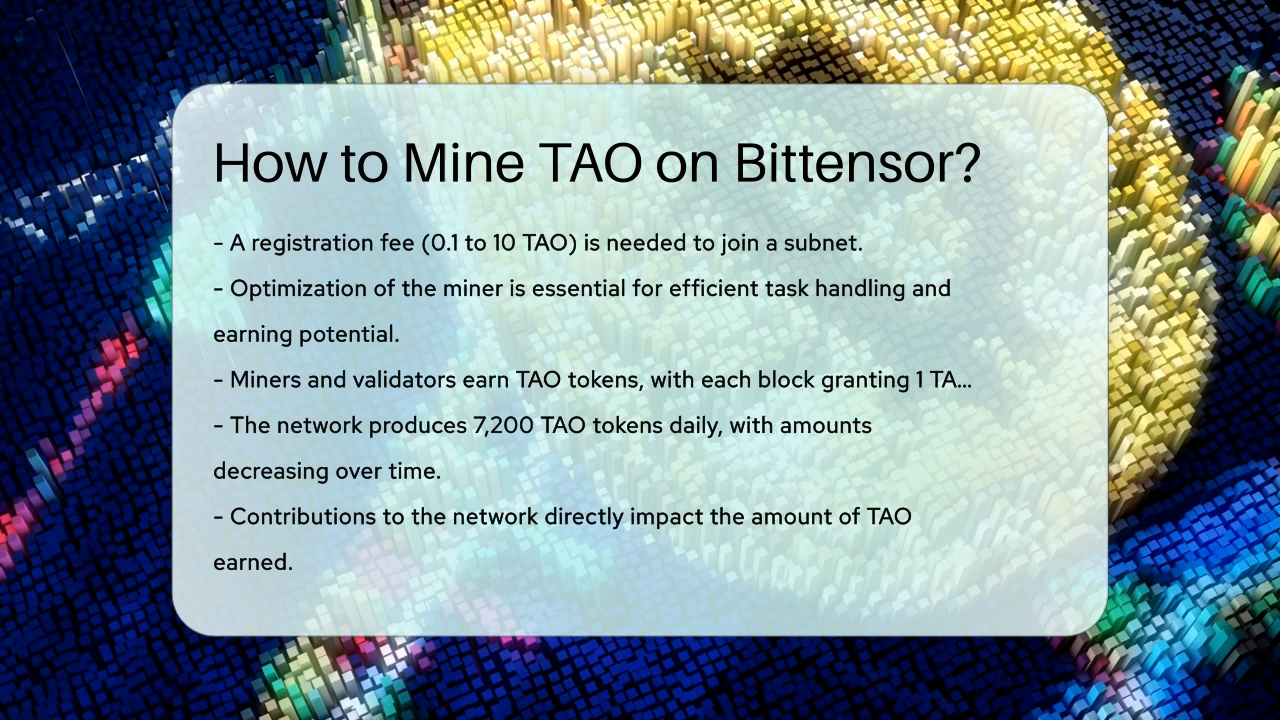 How to Mine TAO on Bittensor?
- A registration fee (0.1 to 10 TAO) is needed to join a subnet.
- Optimization of the miner is essential for efficient task handling and
earning potential.
- Miners and validators earn TAO tokens, with each block granting 1 TA...
- The network produces 7,200 TAO tokens daily, with amounts
decreasing over time.
- Contributions to the network directly impact the amount of TAO
earned.